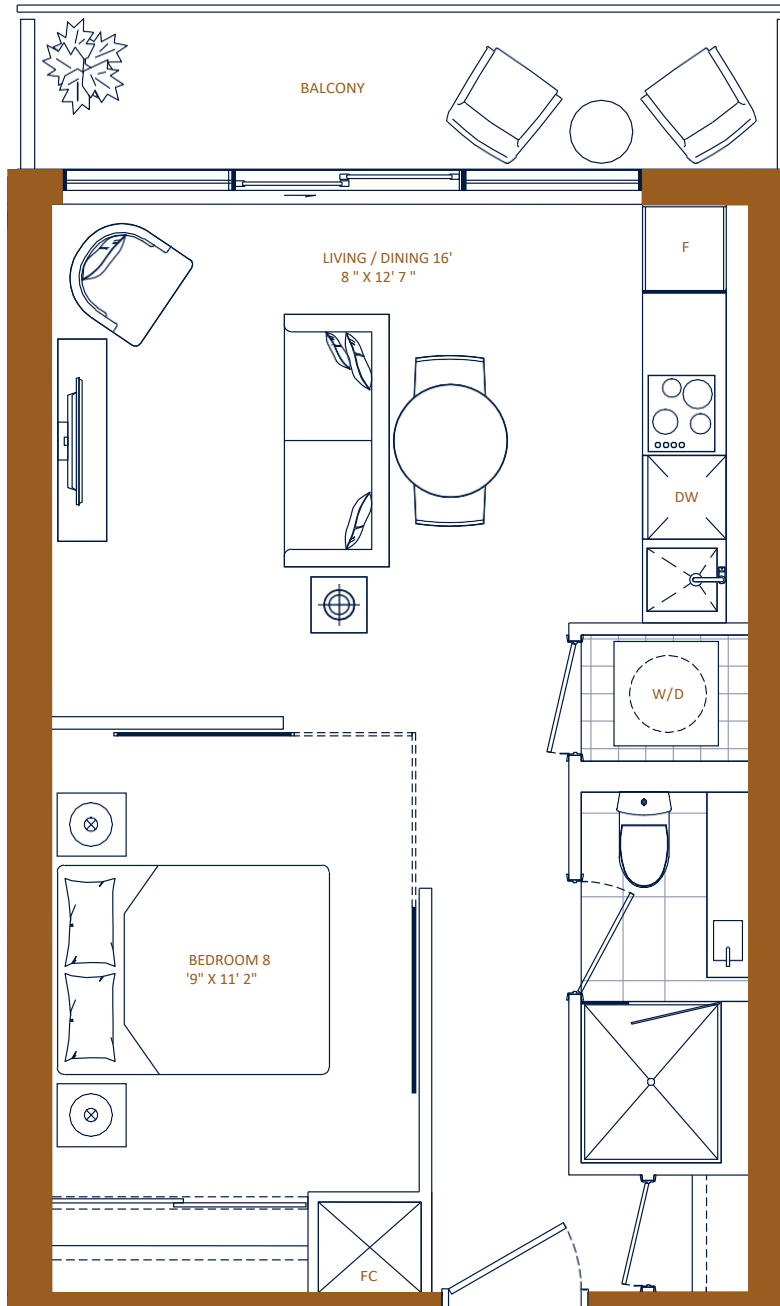 BALCONY
LIVING / DINING 16'
8 " X 12' 7 "
F
DW
W/D
BEDROOM 8
'9" X 11' 2"
FC